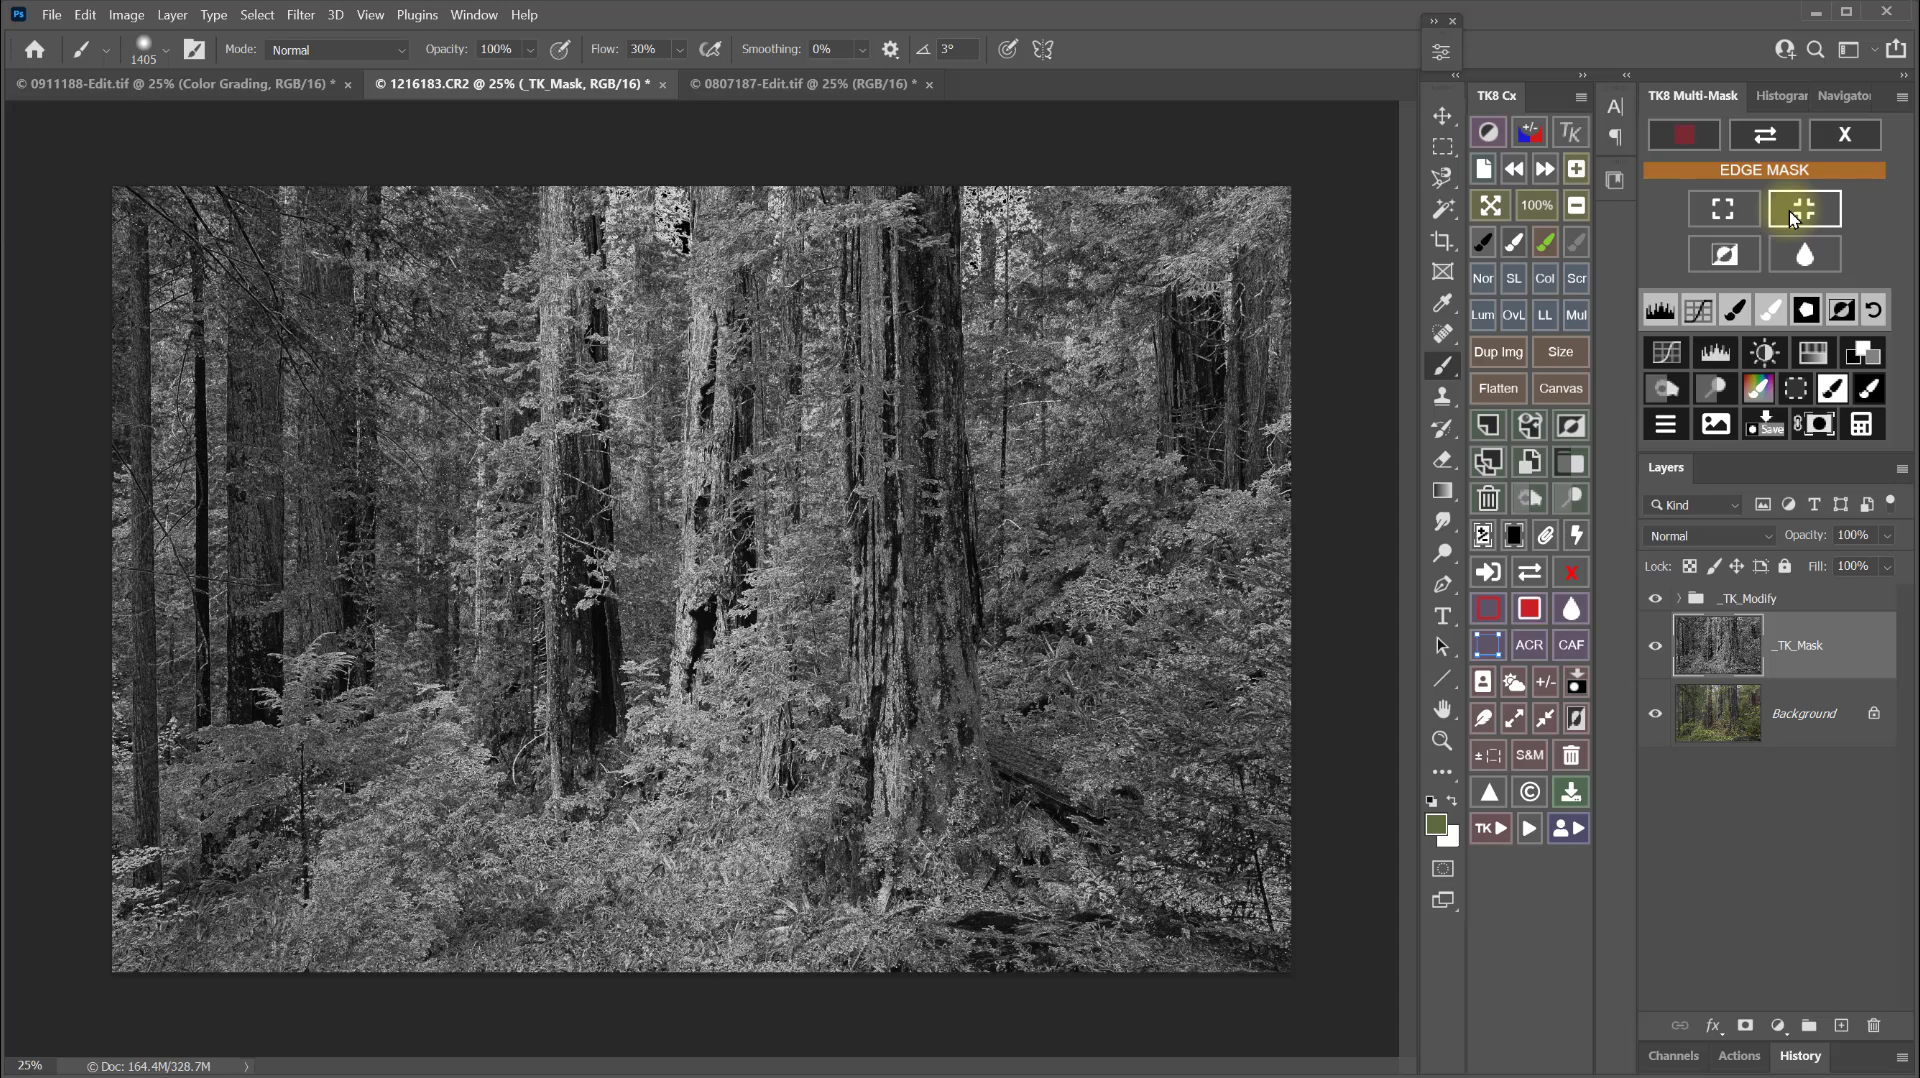 Ps File Edit Image Layer Type Select Filter 3D View Plugins Window Help
1405 Mode: Normal Opacity: 100% Flow: 30% Smoothing: 0% 3°
© 0911188-Edit.tif @ 25% (Color Grading, RGB/16) * × © 1216183.CR2 @ 25% (_TK_Mask, RGB/16) * × © 0807187-Edit.tif @ 25% (RGB/16) * ×
TK8 Cx
TK
100%
Nor SL Col Scr
Lum OvL LL Mul
Dup Img Size
Flatten Canvas
X
ACR CAF
+/-
S&M
TK
TK8 Multi-Mask Histogram Navigator
X
EDGE MASK
Save
Layers
Kind
Normal Opacity: 100%
Lock: Fill: 100%
_TK_Modify
_TK_Mask
Background
fx
Channels Actions History
25% © Doc: 164.4M/328.7M